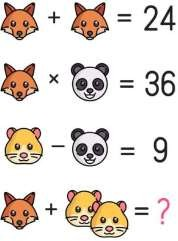 + = 24
× = 36
− = 9
+ = ?